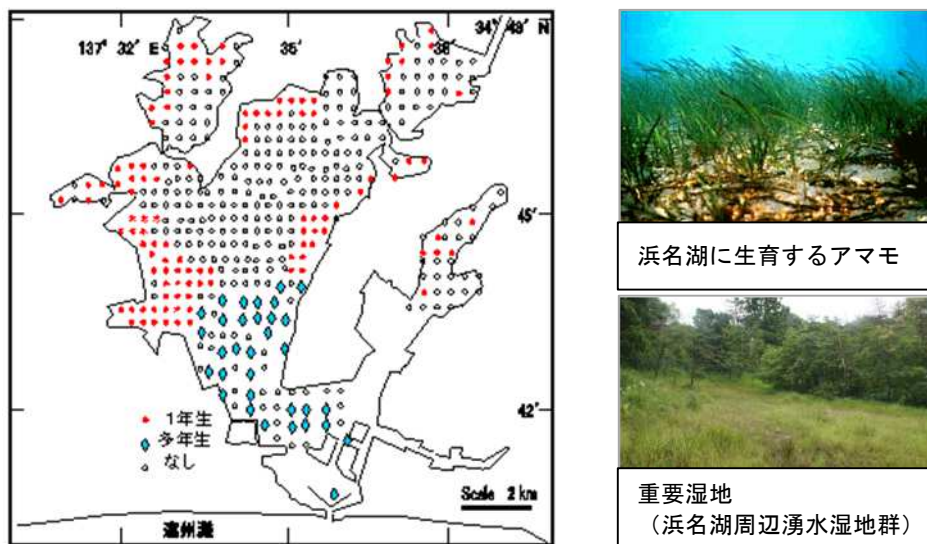 137° 32′ E
35′
38′
34° 49′ N
45′
42′
1年生
多年生
なし
Scale 2 km
遠州灘
浜名湖に生育するアマモ
重要湿地
（浜名湖周辺湧水湿地群）